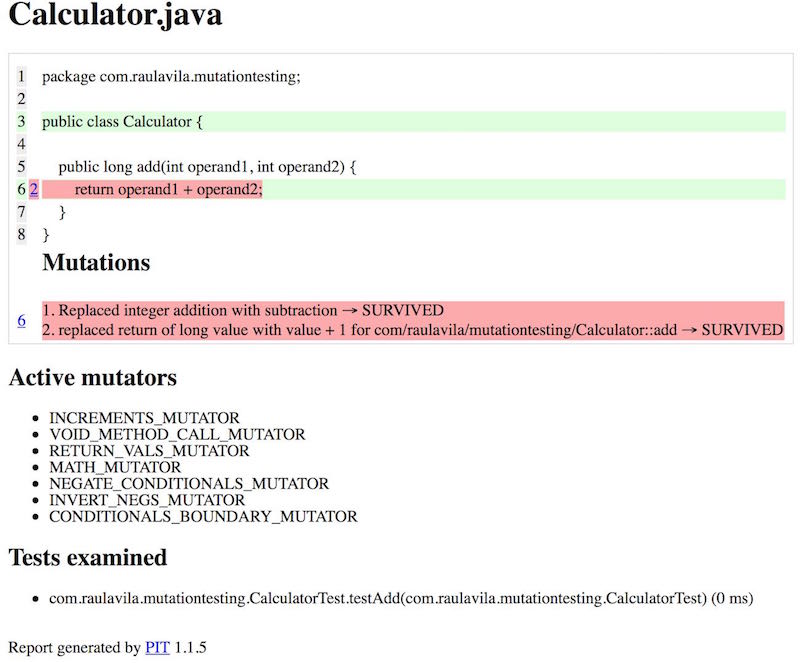 Calculator.java
1 package com.raulavila.mutationtesting;
2
3 public class Calculator {
4
5 public long add(int operand1, int operand2) {
6 2 return operand1 + operand2;
7 }
8 }
Mutations
6 1. Replaced integer addition with subtraction → SURVIVED
2. replaced return of long value with value + 1 for com/raulavila/mutationtesting/Calculator::add → SURVIVED
Active mutators
• INCREMENTS_MUTATOR
• VOID_METHOD_CALL_MUTATOR
• RETURN_VALS_MUTATOR
• MATH_MUTATOR
• NEGATE_CONDITIONALS_MUTATOR
• INVERT_NEGS_MUTATOR
• CONDITIONALS_BOUNDARY_MUTATOR
Tests examined
• com.raulavila.mutationtesting.CalculatorTest.testAdd(com.raulavila.mutationtesting.CalculatorTest) (0 ms)
Report generated by PIT 1.1.5